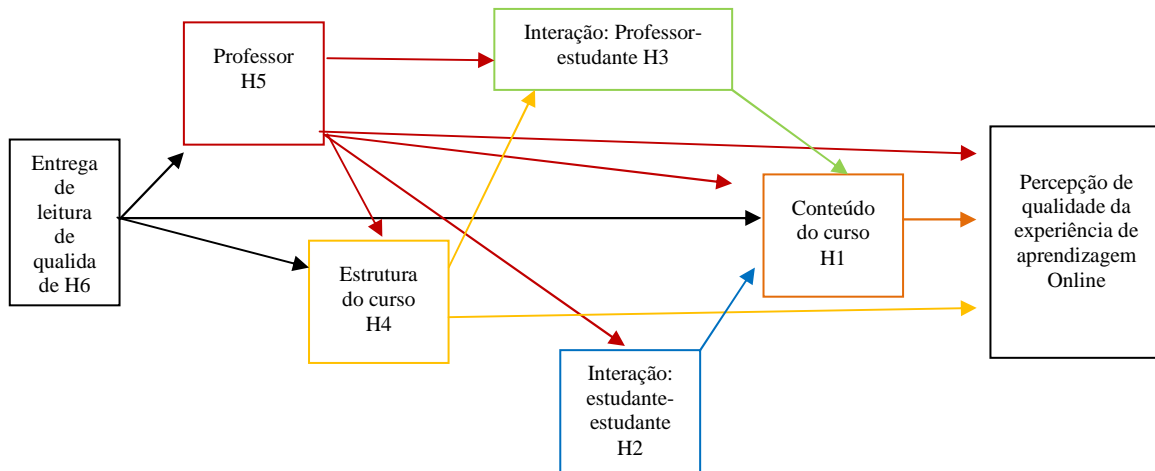 Entrega
de
leitura
de
qualida
de H6
Professor
H5
Interação: Professor-
estudante H3
Estrutura
do curso
H4
Interação:
estudante-
estudante
H2
Conteúdo
do curso
H1
Percepção de
qualidade da
experiência de
aprendizagem
Online